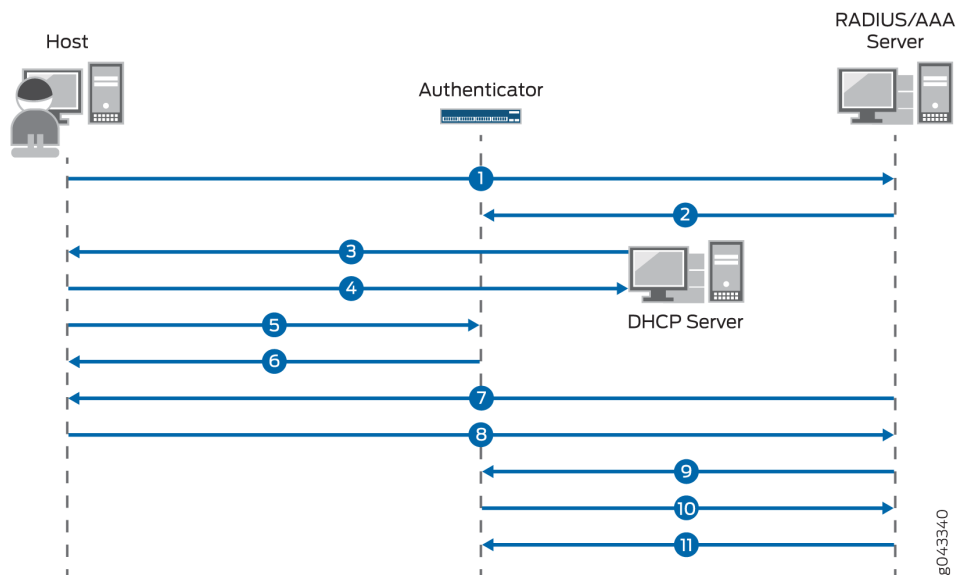 Host
RADIUS/AAA
Server
Authenticator
1
2
3
4
DHCP Server
5
6
7
8
9
10
11
g043340